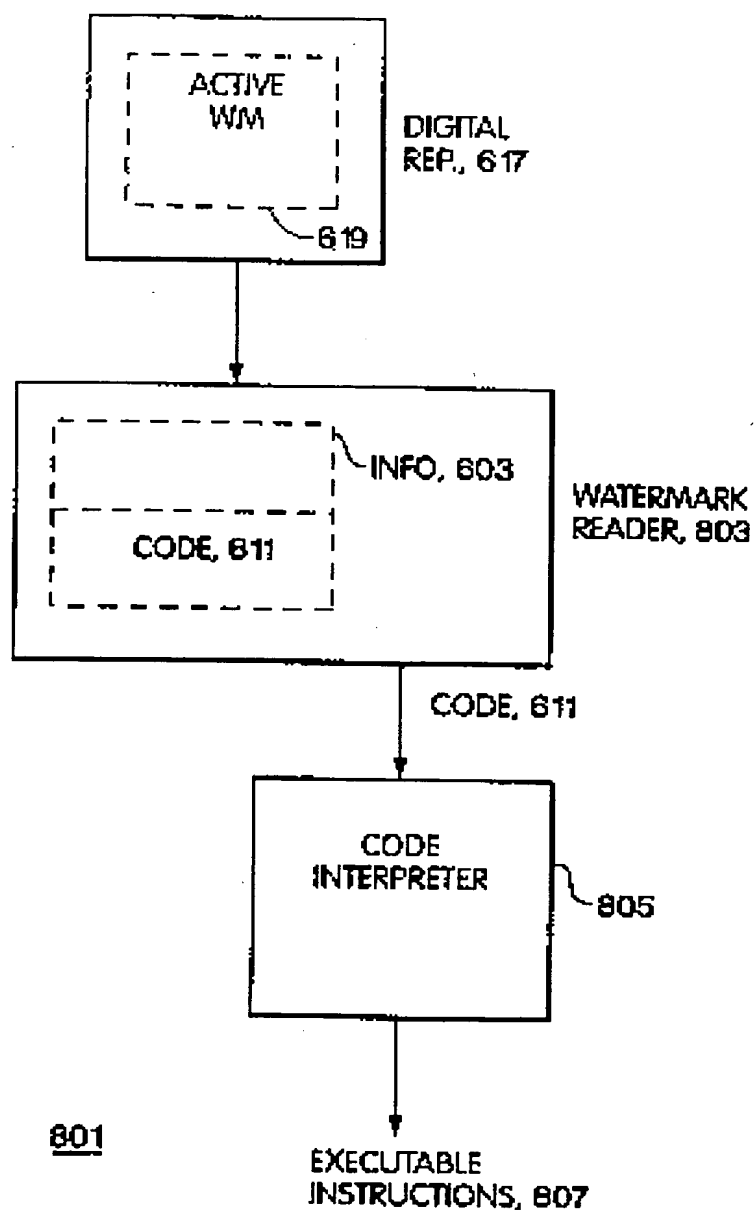 ACTIVE
WM
DIGITAL
REP., 617
619
INFO, 603
CODE, 611
WATERMARK
READER, 803
CODE, 611
CODE
INTERPRETER
805
801
EXECUTABLE
INSTRUCTIONS, 807